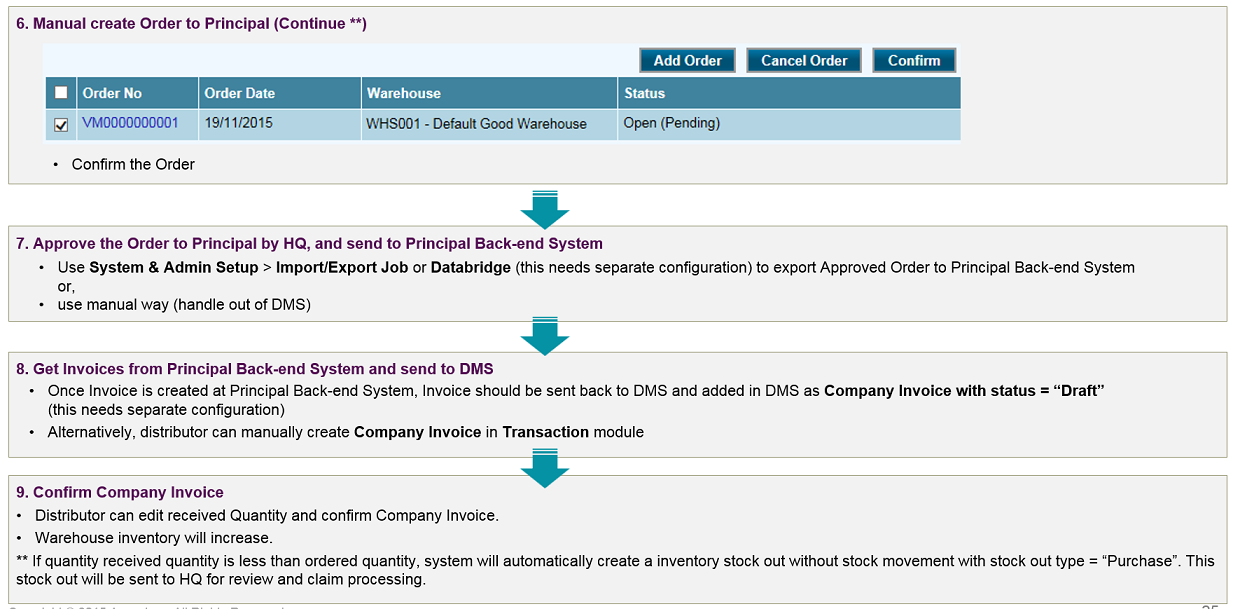 6. Manual create Order to Principal (Continue **)
Add Order Cancel Order Confirm
Order No Order Date Warehouse Status
VM0000000001 19/11/2015 WHS001 - Default Good Warehouse Open (Pending)
• Confirm the Order
7. Approve the Order to Principal by HQ, and send to Principal Back-end System
• Use System & Admin Setup > Import/Export Job or Databridge (this needs separate configuration) to export Approved Order to Principal Back-end System
or,
• use manual way (handle out of DMS)
8. Get Invoices from Principal Back-end System and send to DMS
• Once Invoice is created at Principal Back-end System, Invoice should be sent back to DMS and added in DMS as Company Invoice with status = “Draft”
(this needs separate configuration)
• Alternatively, distributor can manually create Company Invoice in Transaction module
9. Confirm Company Invoice
• Distributor can edit received Quantity and confirm Company Invoice.
• Warehouse inventory will increase.
** If quantity received quantity is less than ordered quantity, system will automatically create a inventory stock out without stock movement with stock out type = “Purchase”. This
stock out will be sent to HQ for review and claim processing.